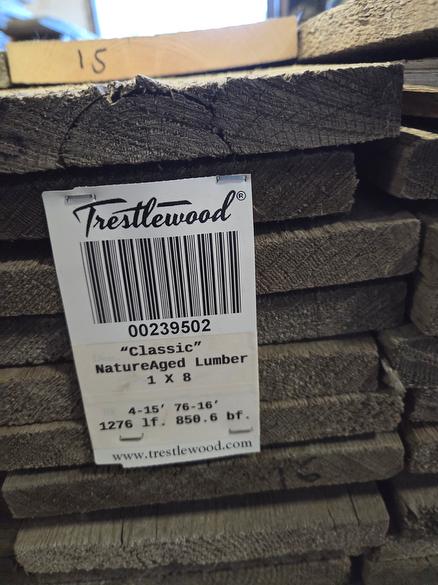 15
Trestlewood®
00239502
"Classic"
NatureAged Lumber
1 X 8
4-15' 76-16'
1276 lf. 850.6 bf.
www.trestlewood.com